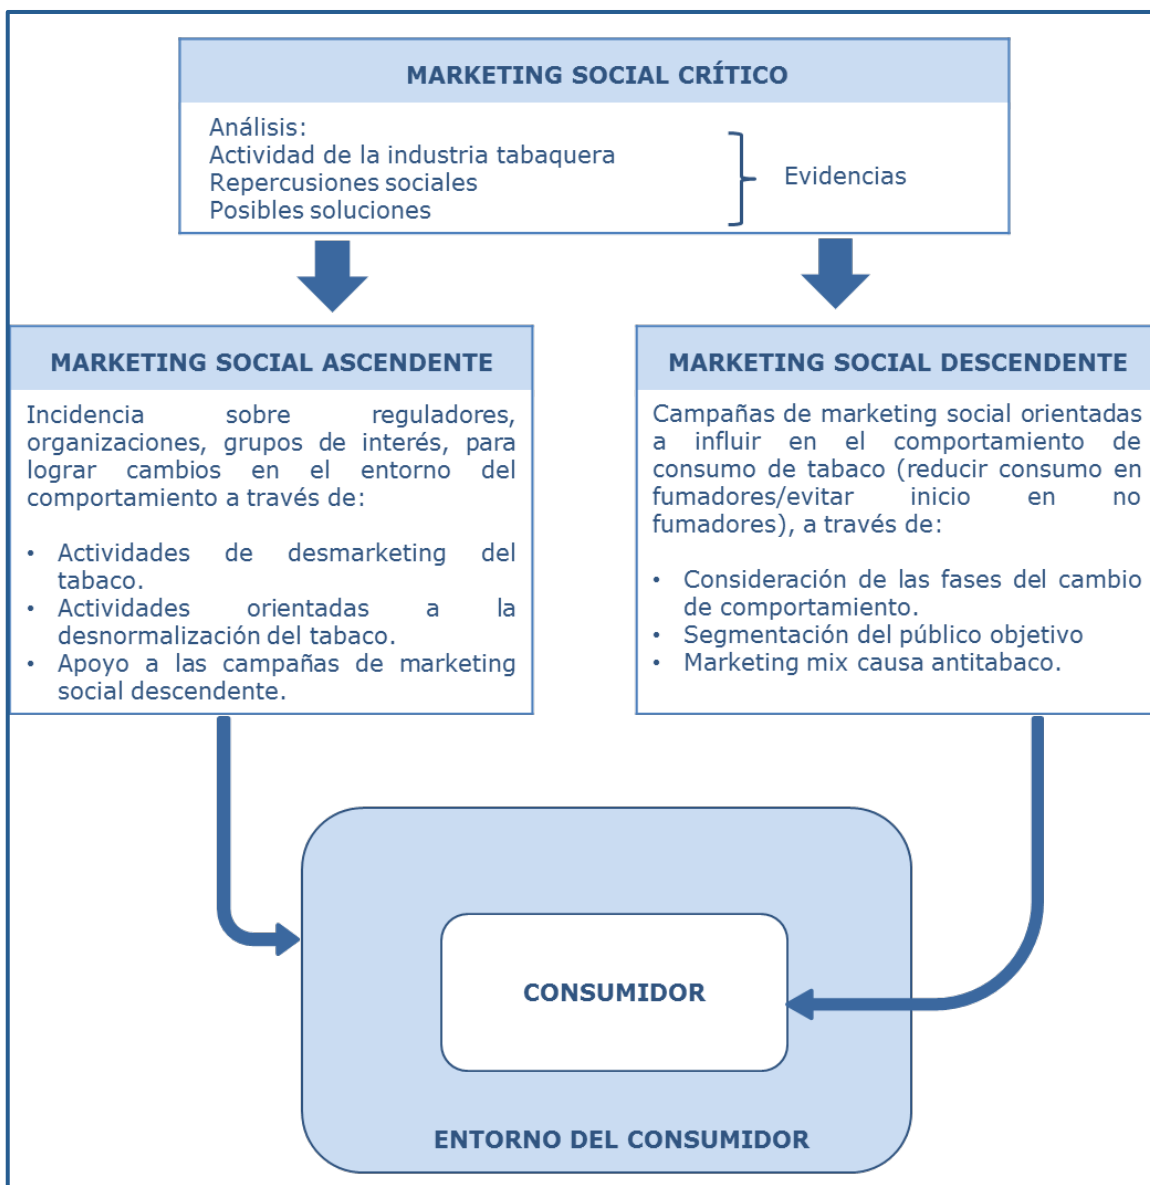 MARKETING SOCIAL CRÍTICO
Análisis:
Actividad de la industria tabaquera
Repercusiones sociales
Posibles soluciones
Evidencias
MARKETING SOCIAL ASCENDENTE
Incidencia sobre reguladores,
organizaciones, grupos de interés, para
lograr cambios en el entorno del
comportamiento a través de:
• Actividades de desmarketing del
tabaco.
• Actividades orientadas a la
desnormalización del tabaco.
• Apoyo a las campañas de marketing
social descendente.
MARKETING SOCIAL DESCENDENTE
Campañas de marketing social orientadas
a influir en el comportamiento de
consumo de tabaco (reducir consumo en
fumadores/evitar inicio en no
fumadores), a través de:
• Consideración de las fases del cambio
de comportamiento.
• Segmentación del público objetivo
• Marketing mix causa antitabaco.
CONSUMIDOR
ENTORNO DEL CONSUMIDOR